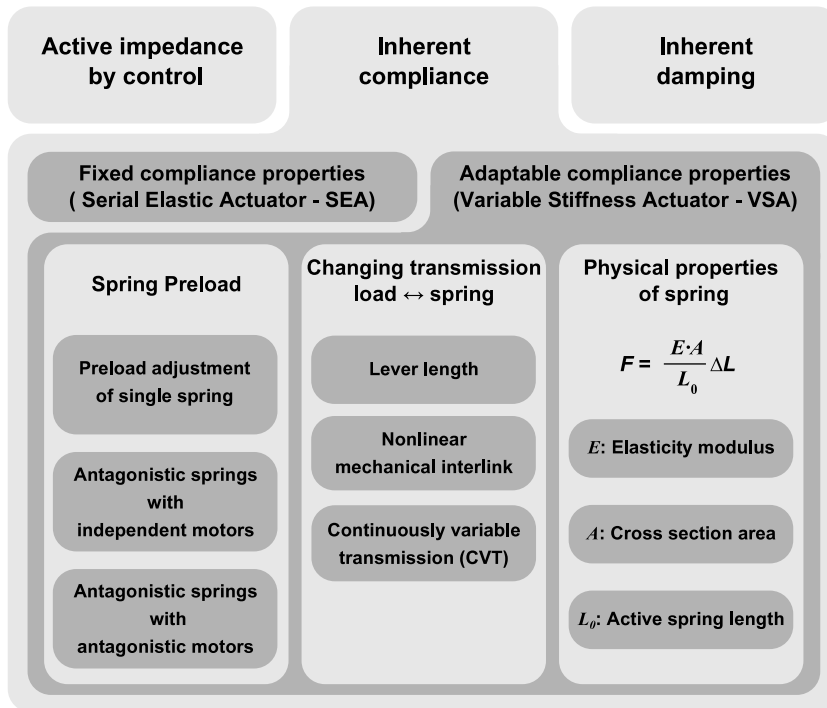 Active impedance
by control
Inherent
compliance
Inherent
damping
Fixed compliance properties
( Serial Elastic Actuator - SEA)
Adaptable compliance properties
(Variable Stiffness Actuator - VSA)
Spring Preload
Preload adjustment
of single spring
Antagonistic springs
with
independent motors
Antagonistic springs
with
antagonistic motors
Changing transmission
load ↔ spring
Lever length
Nonlinear
mechanical interlink
Continuously variable
transmission (CVT)
Physical properties
of spring
F = E·A / L₀ ΔL
E: Elasticity modulus
A: Cross section area
L₀: Active spring length